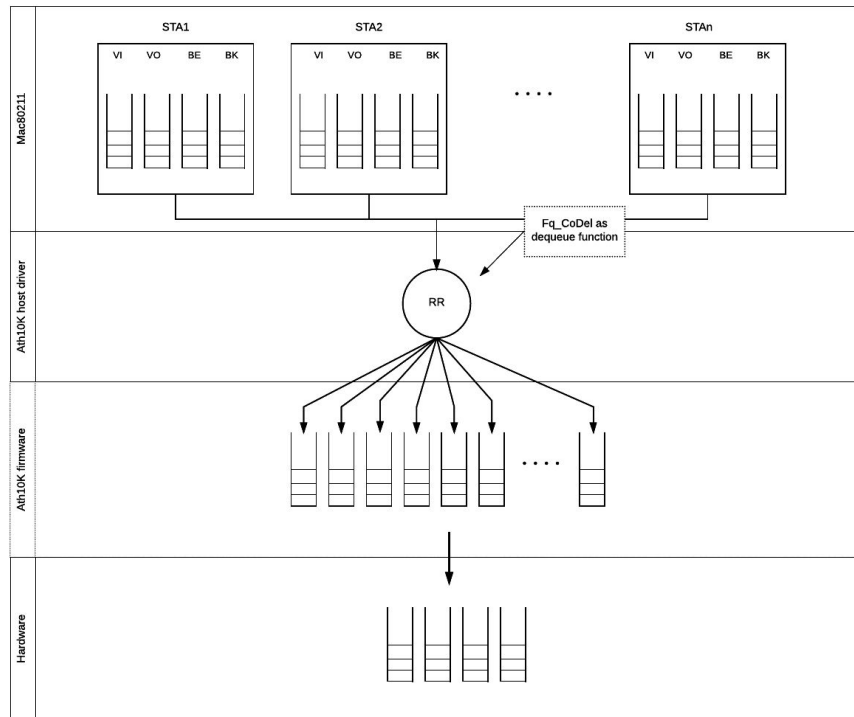 STA1
STA2
STAn
VI VO BE BK
VI VO BE BK
VI VO BE BK
Mac80211
Fq_CoDel as
dequeue function
Ath10K host driver
RR
Ath10K firmware
Hardware